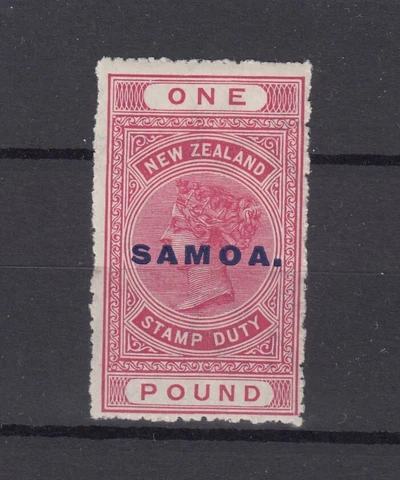 ONE
NEW ZEALAND
SAMOA.
STAMP DUTY
POUND